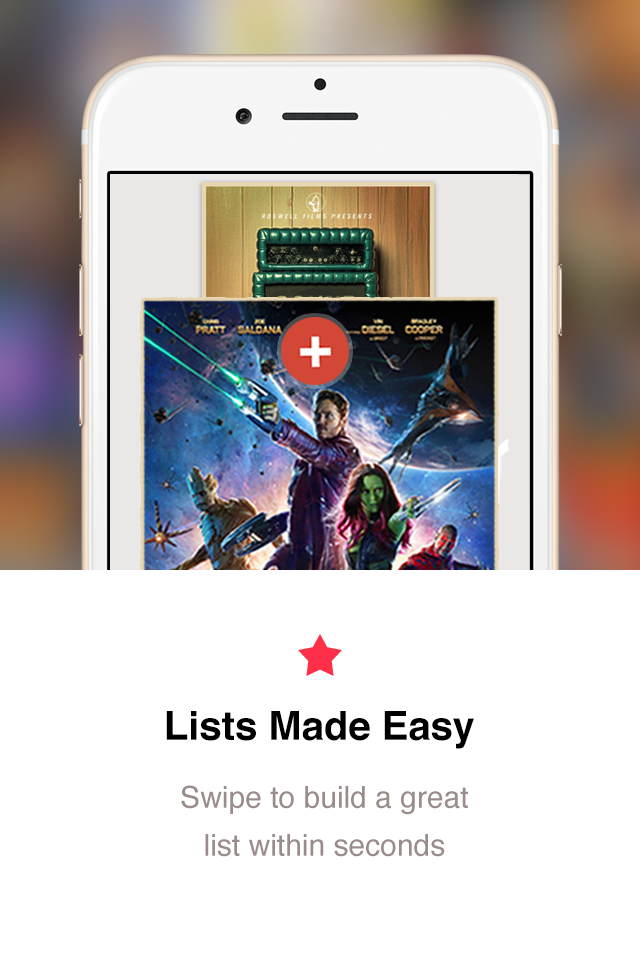 ROSWELL FILMS PRESENTS
CHRIS PRATT
ZOE SALDANA
VIN DIESEL
BRADLEY COOPER
Lists Made Easy
Swipe to build a great
list within seconds